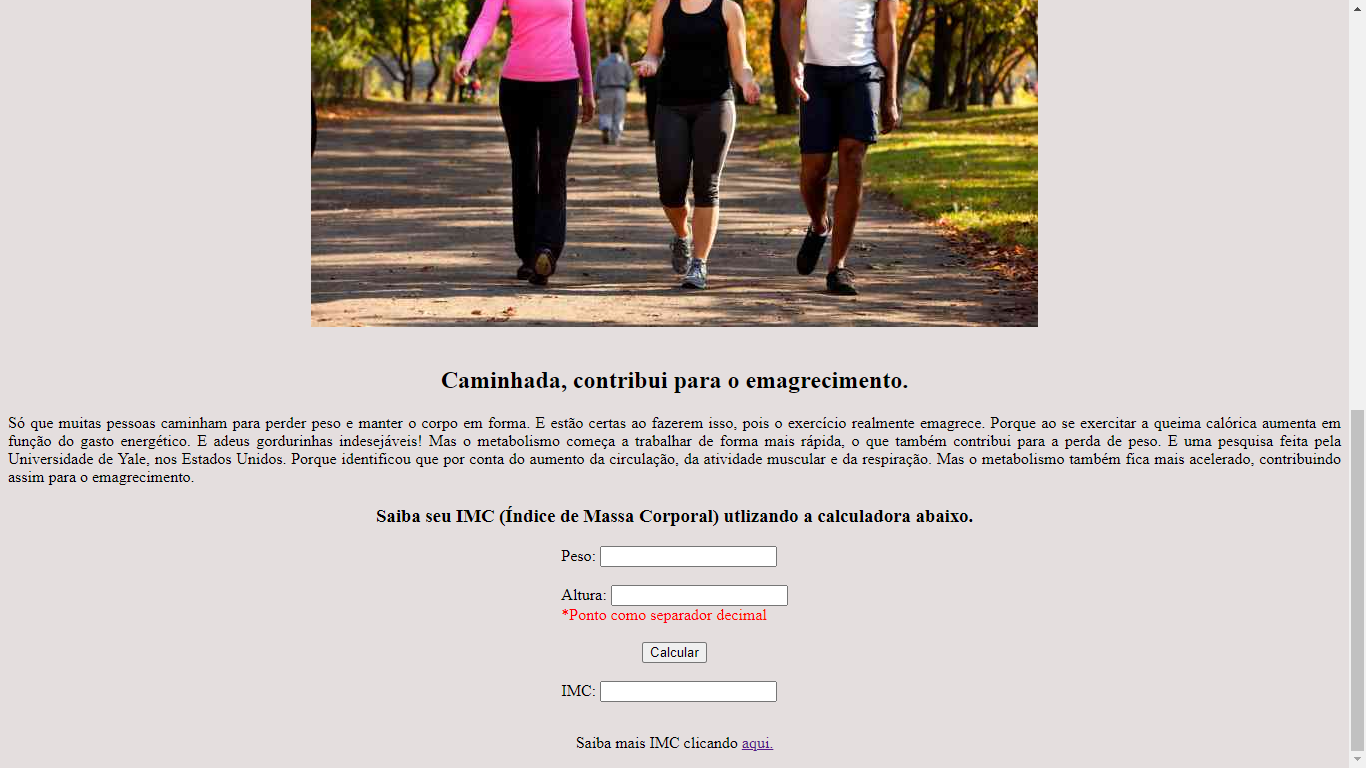 Caminhada, contribui para o emagrecimento.
Só que muitas pessoas caminham para perder peso e manter o corpo em forma. E estão certas ao fazerem isso, pois o exercício realmente emagrece. Porque ao se exercitar a queima calórica aumenta em
função do gasto energético. E adeus gordurinhas indesejáveis! Mas o metabolismo começa a trabalhar de forma mais rápida, o que também contribui para a perda de peso. E uma pesquisa feita pela
Universidade de Yale, nos Estados Unidos. Porque identificou que por conta do aumento da circulação, da atividade muscular e da respiração. Mas o metabolismo também fica mais acelerado, contribuindo
assim para o emagrecimento.
Saiba seu IMC (Índice de Massa Corporal) utlizando a calculadora abaixo.
Peso:
Altura:
*Ponto como separador decimal
Calcular
IMC:
Saiba mais IMC clicando aqui.